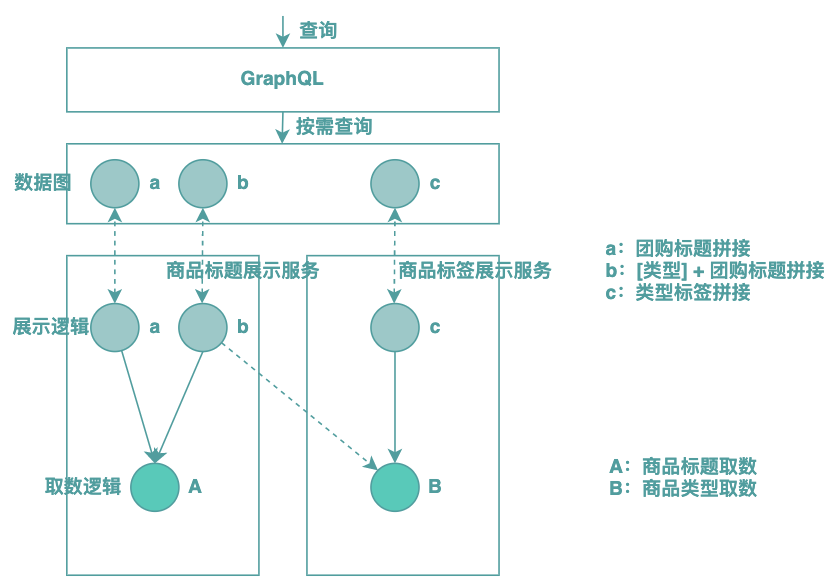 查询
GraphQL
按需查询
数据图
a
b
c
商品标题展示服务
商品标签展示服务
a：团购标题拼接
b：[类型] + 团购标题拼接
c：类型标签拼接
展示逻辑
a
b
c
取数逻辑
A
B
A：商品标题取数
B：商品类型取数